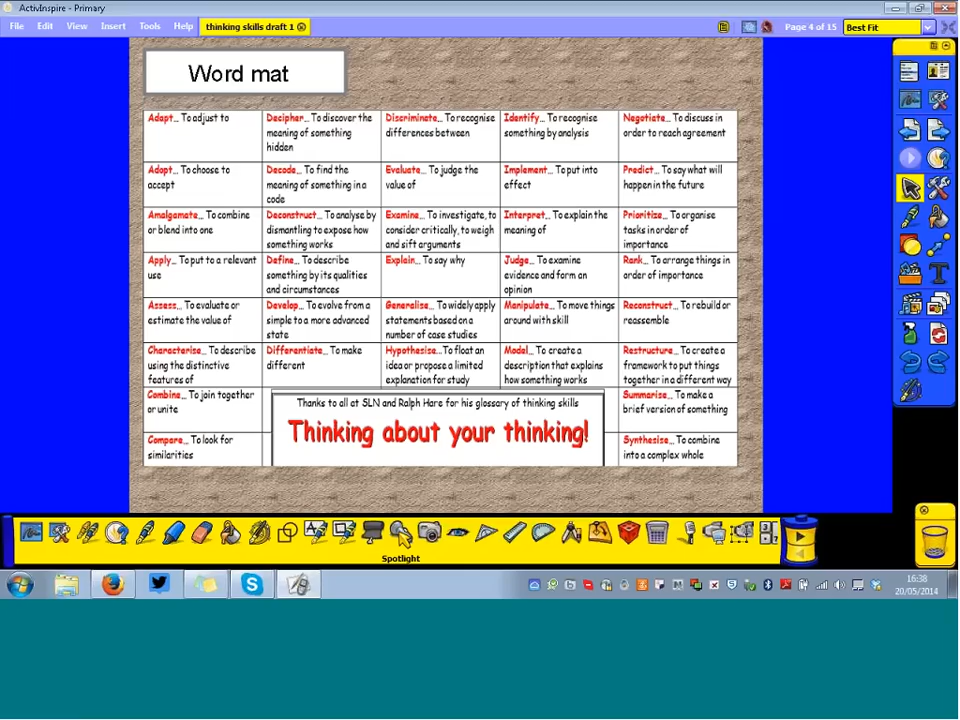 ActivInspire - Primary
File Edit View Insert Tools Help thinking skills draft 1 Page 4 of 15 Best Fit
Word mat
Adapt... To adjust to
Decipher... To discover the
meaning of something
hidden
Discriminate... To recognise
differences between
Identify... To recognise
something by analysis
Negotiate... To discuss in
order to reach agreement
Adopt... To choose to
accept
Decode... To find the
meaning of something in a
code
Evaluate... To judge the
value of
Implement... To put into
effect
Predict... To say what will
happen in the future
Amalgamate... To combine
or blend into one
Deconstruct... To analyse by
dismantling to expose how
something works
Examine... To investigate, to
consider critically, to weigh
and sift arguments
Interpret... To explain the
meaning of
Prioritize... To organise
tasks in order of
importance
Apply... To put to a relevant
use
Define... To describe
something by its qualities
and circumstances
Explain... To say why
Judge... To examine
evidence and form an
opinion
Rank... To arrange things in
order of importance
Assess... To evaluate or
estimate the value of
Develop... To evolve from a
simple to a more advanced
state
Generalise... To widely apply
statements based on a
number of case studies
Manipulate... To move things
around with skill
Reconstruct... To rebuild or
reassemble
Characterise... To describe
using the distinctive
features of
Differentiate... To make
different
Hypothesise... To float an
idea or propose a limited
explanation for study
Model... To create a
description that explains
how something works
Restructure... To create a
framework to put things
together in a different way
Combine... To join together
or unite
Thanks to all at SLN and Ralph Hare for his glossary of thinking skills
Thinking about your thinking!
Summarise... To make a
brief version of something
Compare... To look for
similarities
Synthesise... To combine
into a complex whole
Spotlight
16:38
20/05/2014